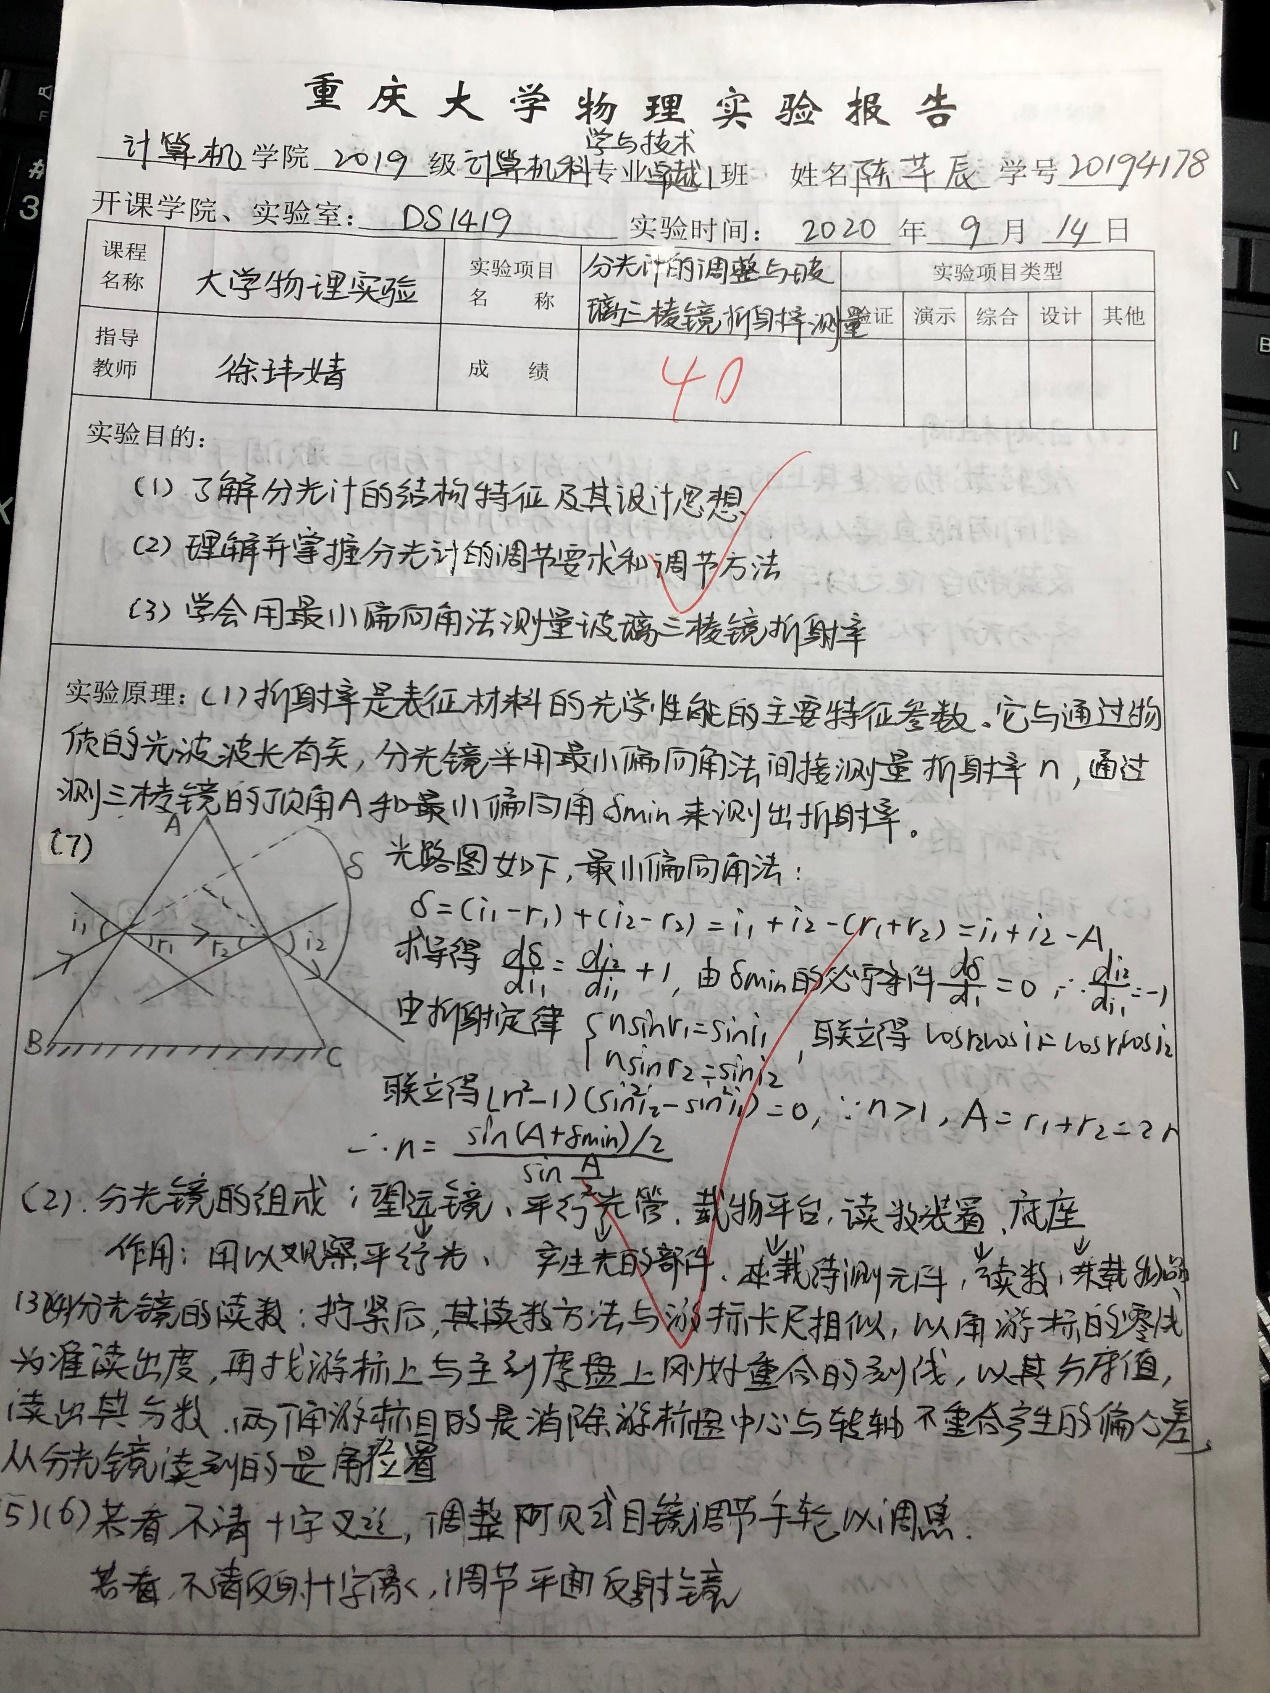 重庆大学物理实验报告
学与技术
计算机学院 2019 级计算机科专业卓越1班 姓名陈芊辰 学号20194178
开课学院、实验室: DS1419 实验时间: 2020 年 9 月 14 日
课程名称 大学物理实验 实验项目名称 分光计的调整与玻璃三棱镜折射率测量 实验项目类型
验证 演示 综合 设计 其他
指导教师 徐玮婧 成绩 40
实验目的:
(1) 了解分光计的结构特征及其设计思想
(2) 理解并掌握分光计的调节要求和调节方法
(3) 学会用最小偏向角法测量玻璃三棱镜折射率
实验原理: (1)折射率是表征材料的光学性能的主要特征参数。它与通过物
质的光波波长有关, 分光镜采用最小偏向角法间接测量折射率n, 通过
测三棱镜的顶角A和最小偏向角δmin来测出折射率。
(7)
A
δ
i₁ r₁ r₂ i₂
B C
光路图如下, 最小偏向角法:
δ=(i₁-r₁)+(i₂-r₂)=i₁+i₂-(r₁+r₂)=i₁+i₂-A
求导得 dδ/di₁=di₂/di₁+1, 由δmin的必要条件dδ/di=0, ∴di₂/di₁=-1
由折射定律 {nsinr₁=sini₁ nsinr₂=sini₂, 联立得 cosr₂cosi₁=cosr₁cosi₂
联立得(n²-1)(sin²i₂-sin²i₁)=0, ∵n>1, A=r₁+r₂=2r
∴n= sin(A+δmin)/2 / sin A/2
(2). 分光镜的组成: 望远镜、平行光管、载物平台、读数装置、底座
作用: 用以观察平行光、 产生光的部件、承载待测元件, 读数, 承载物品
(3)(4)分光镜的读数: 拧紧后, 其读数方法与游标卡尺相似, 以角游标的零线
为准读出度, 再找游标上与主刻度盘上刚好重合的刻线, 以其分度值,
读出其分数. 两个角游标目的是消除游标盘中心与转轴不重合产生的偏心差,
从分光镜读到的是角位置
(5)(6) 若看不清十字叉丝, 调整阿贝式目镜调节手轮以调焦.
若看不清反射十字像, 调节平面反射镜